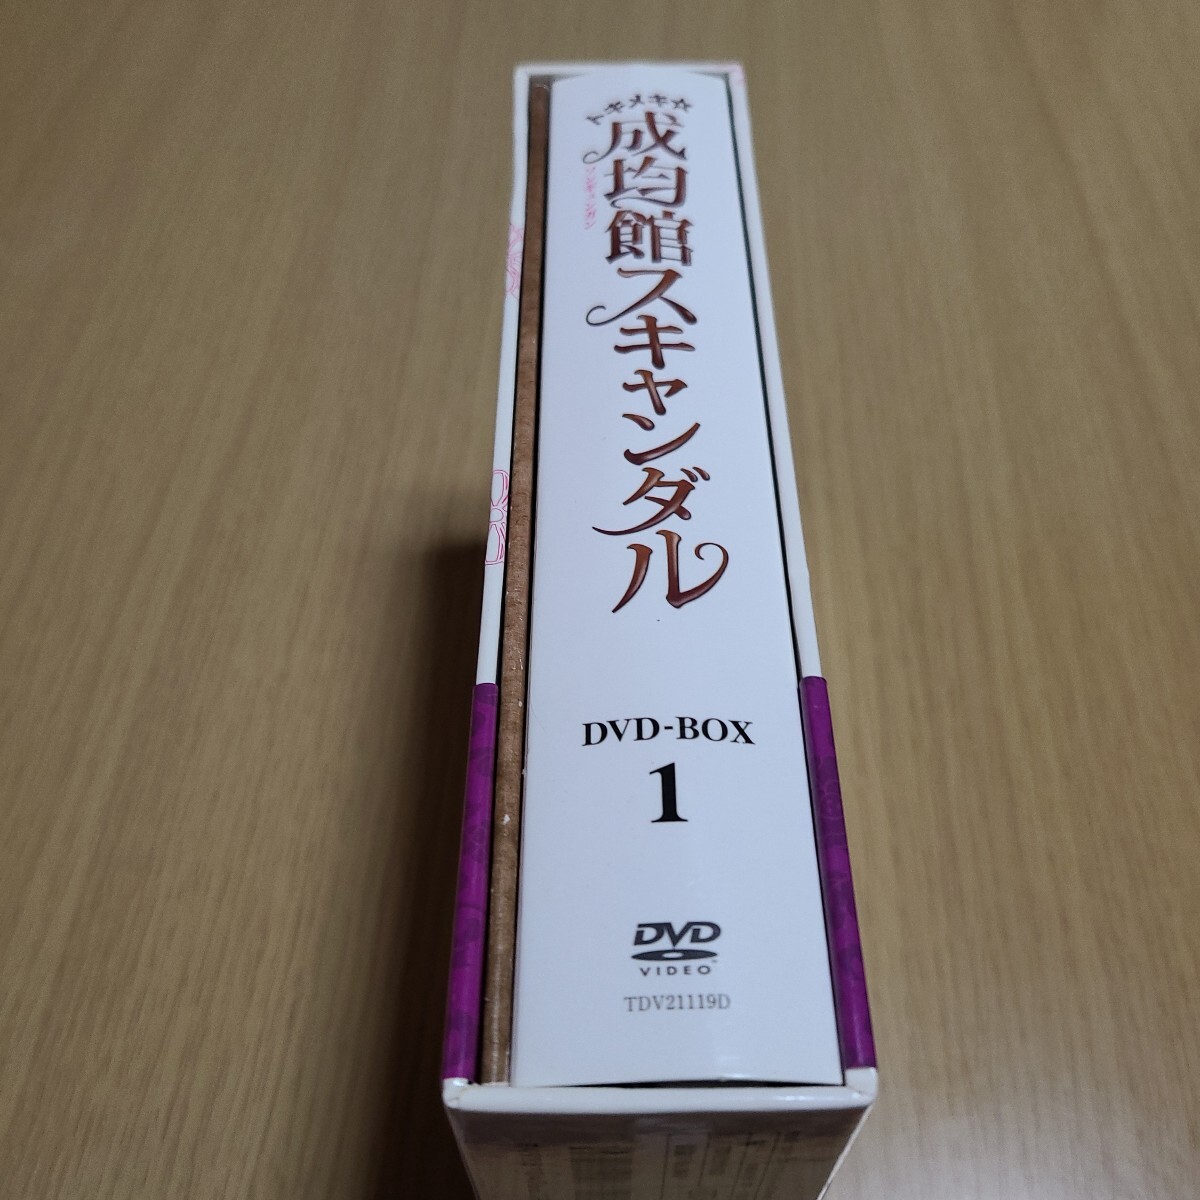 トキメキ☆
成均館スキャンダル
ソンギュンガン
DVD-BOX
1
DVD
VIDEO™
TDV21119D